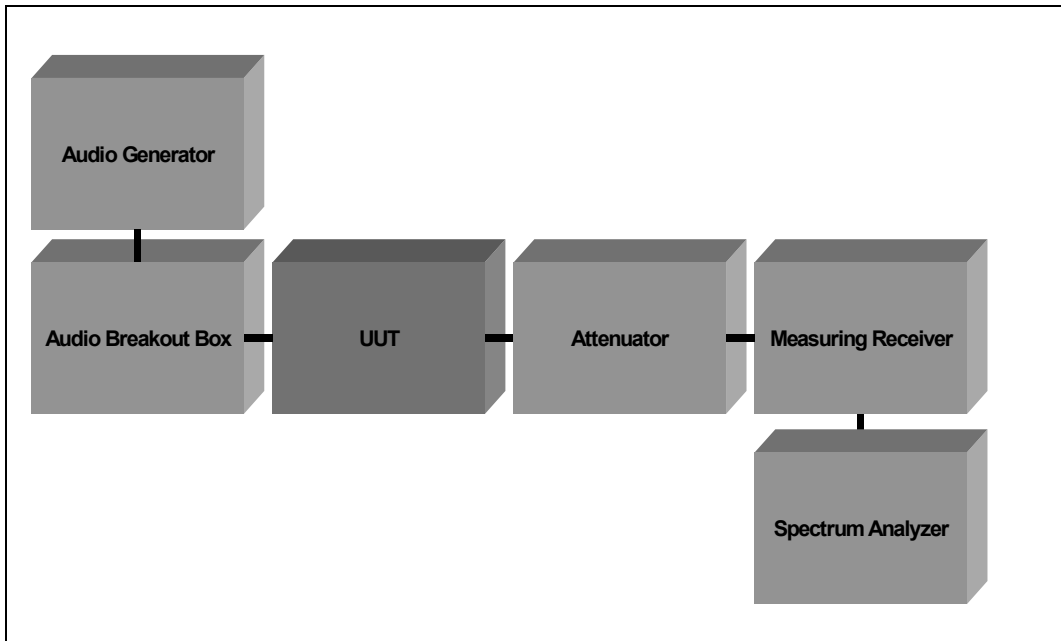 Audio Generator
Audio Breakout Box
UUT
Attenuator
Measuring Receiver
Spectrum Analyzer